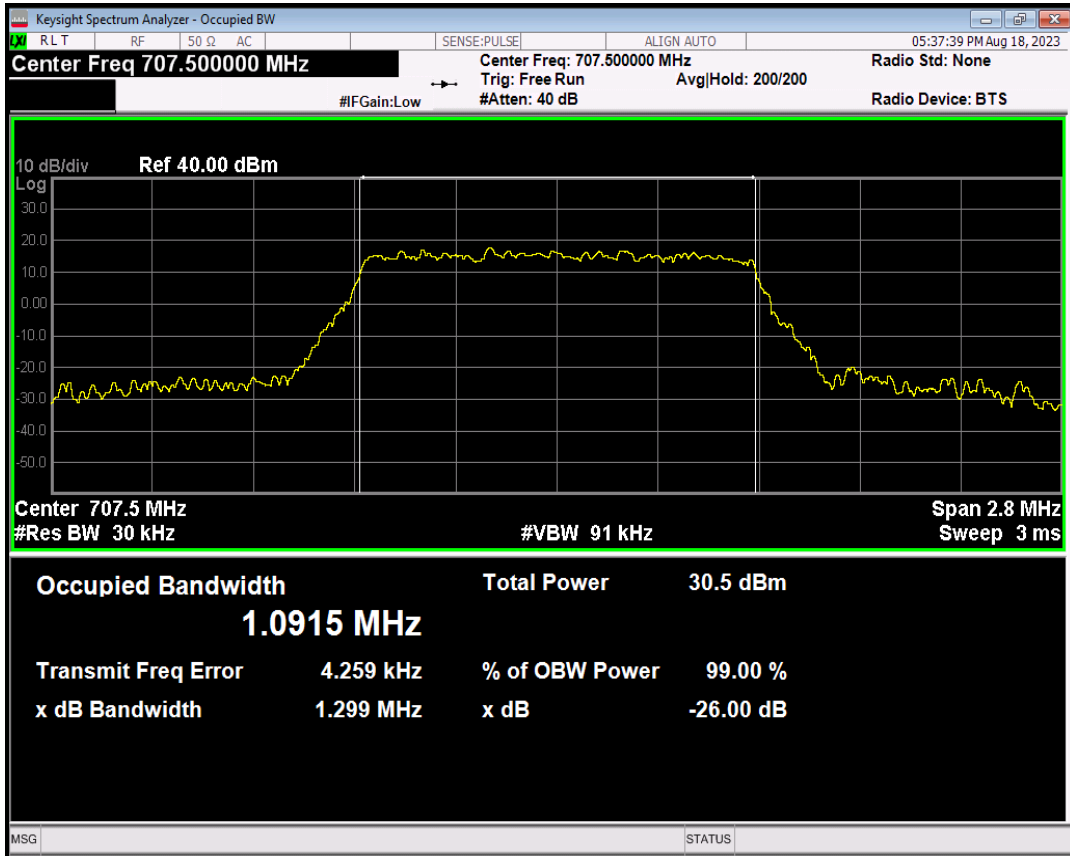 Keysight Spectrum Analyzer - Occupied BW
LXI RLT RF 50 Ω AC SENSE:PULSE ALIGN AUTO 05:37:39 PM Aug 18, 2023
Center Freq 707.500000 MHz Center Freq: 707.500000 MHz Radio Std: None
Trig: Free Run Avg|Hold: 200/200
#IFGain:Low #Atten: 40 dB Radio Device: BTS
10 dB/div Ref 40.00 dBm
Log
30.0
20.0
10.0
0.00
-10.0
-20.0
-30.0
-40.0
-50.0
Center 707.5 MHz Span 2.8 MHz
#Res BW 30 kHz #VBW 91 kHz Sweep 3 ms
Occupied Bandwidth Total Power 30.5 dBm
1.0915 MHz
Transmit Freq Error 4.259 kHz % of OBW Power 99.00 %
x dB Bandwidth 1.299 MHz x dB -26.00 dB
MSG STATUS